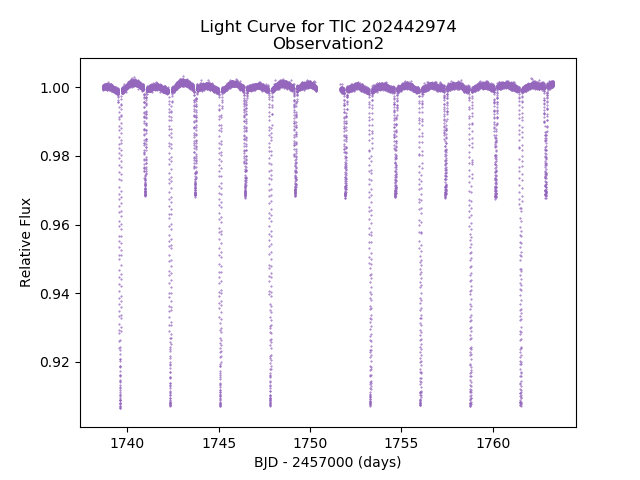 Light Curve for TIC 202442974
Observation2
1.00
0.98
0.96
0.94
0.92
Relative Flux
1740
1745
1750
1755
1760
BJD - 2457000 (days)